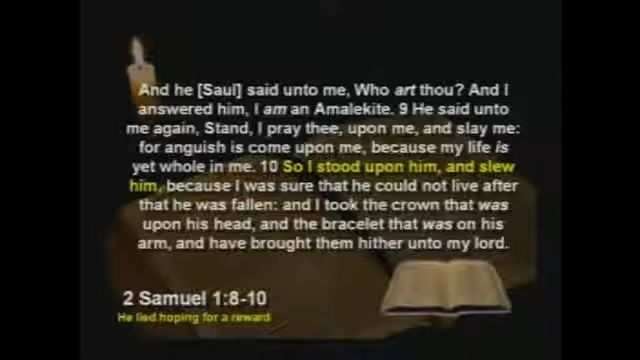 And he [Saul] said unto me, Who art thou? And I
answered him, I am an Amalekite. 9 He said unto
me again, Stand, I pray thee, upon me, and slay me:
for anguish is come upon me, because my life is
yet whole in me. 10 So I stood upon him, and slew
him, because I was sure that he could not live after
that he was fallen: and I took the crown that was
upon his head, and the bracelet that was on his
arm, and have brought them hither unto my lord.
2 Samuel 1:8-10
He lied hoping for a reward